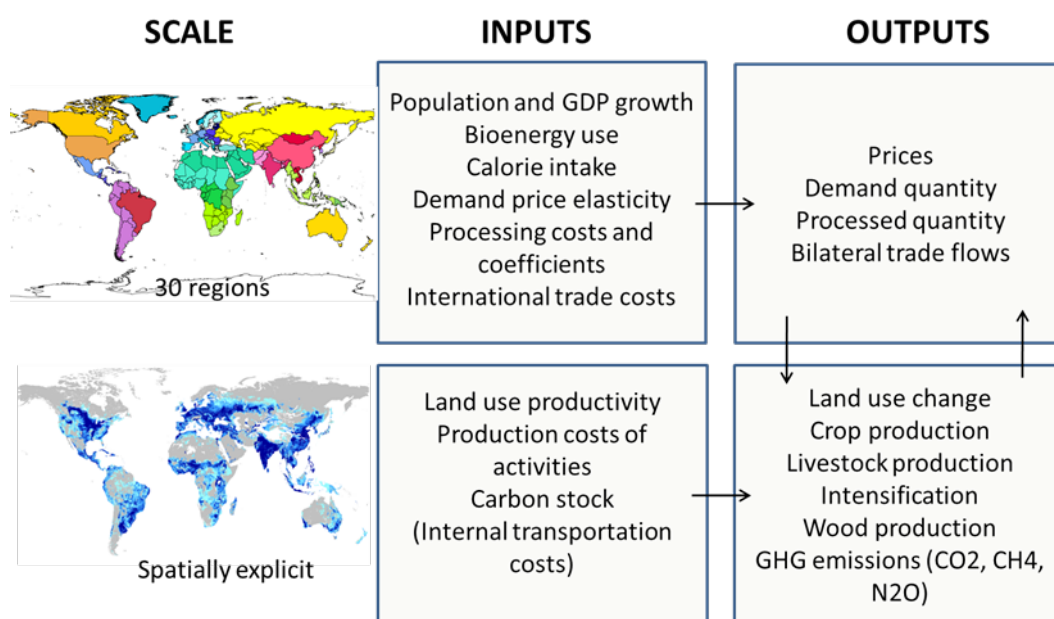 SCALE
INPUTS
OUTPUTS
30 regions
Population and GDP growth
Bioenergy use
Calorie intake
Demand price elasticity
Processing costs and
coefficients
International trade costs
Prices
Demand quantity
Processed quantity
Bilateral trade flows
Spatially explicit
Land use productivity
Production costs of
activities
Carbon stock
(Internal transportation
costs)
Land use change
Crop production
Livestock production
Intensification
Wood production
GHG emissions (CO2, CH4,
N2O)